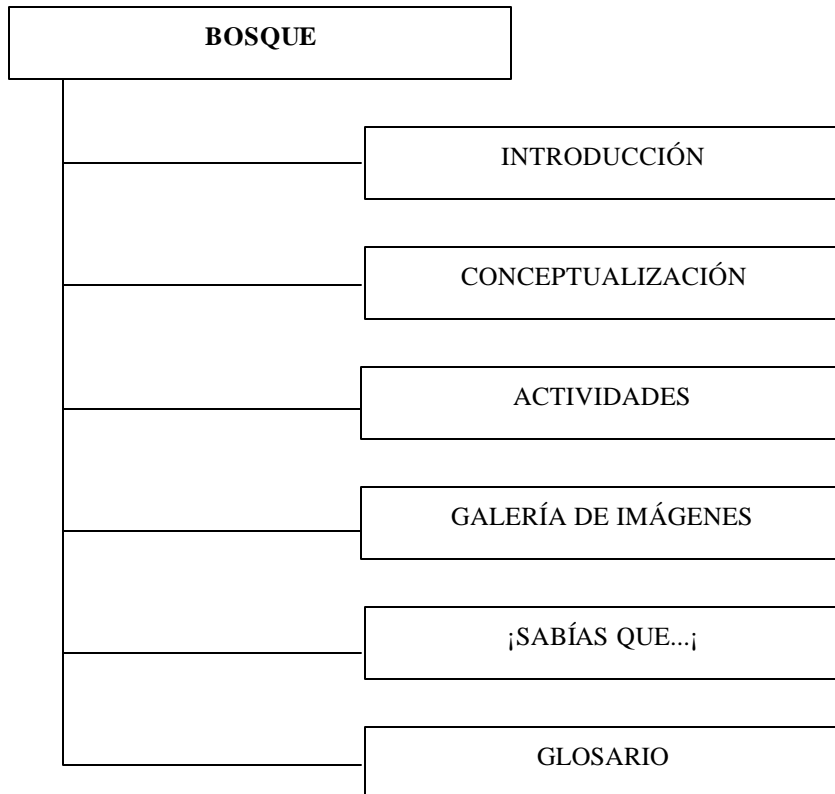 BOSQUE
INTRODUCCIÓN
CONCEPTUALIZACIÓN
ACTIVIDADES
GALERÍA DE IMÁGENES
¡SABÍAS QUE...¡
GLOSARIO